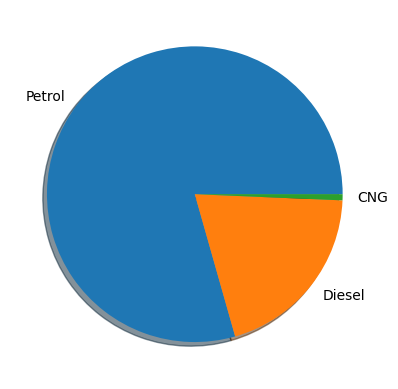 Petrol
CNG
Diesel